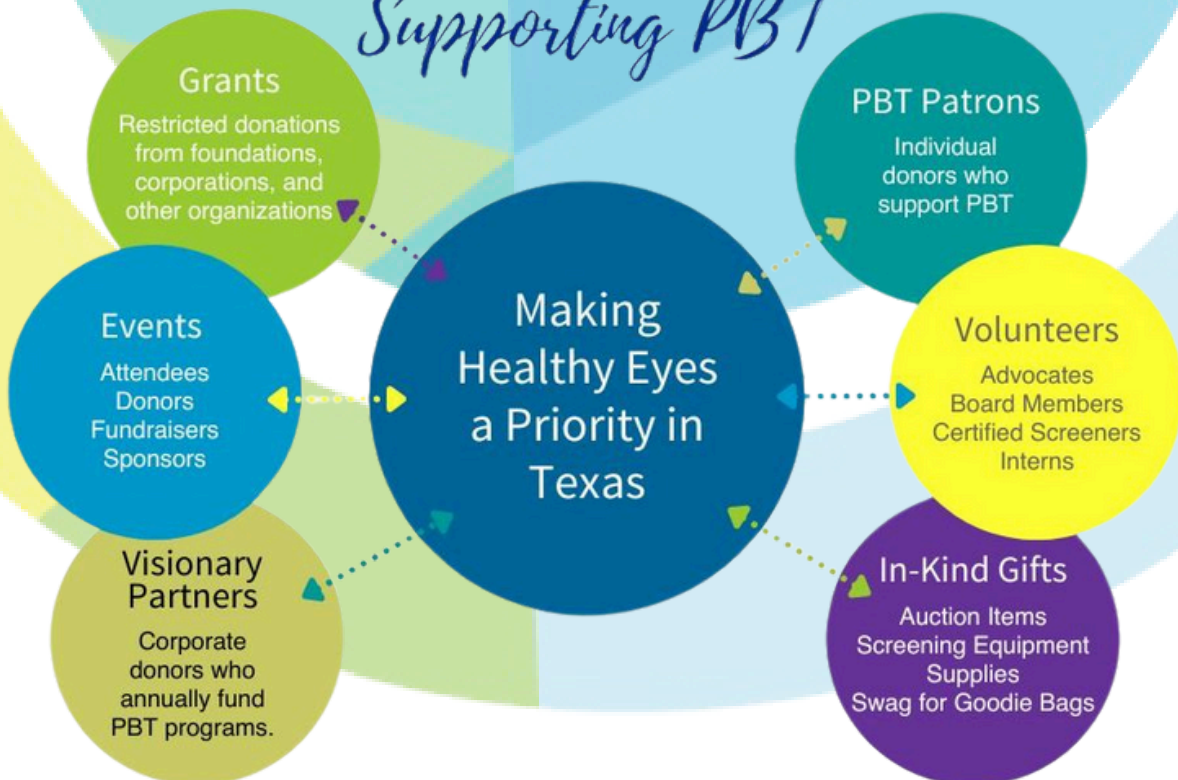 Supporting PBT
Grants
Restricted donations
from foundations,
corporations, and
other organizations
PBT Patrons
Individual
donors who
support PBT
Events
Attendees
Donors
Fundraisers
Sponsors
Making
Healthy Eyes
a Priority in
Texas
Volunteers
Advocates
Board Members
Certified Screeners
Interns
Visionary
Partners
Corporate
donors who
annually fund
PBT programs.
In-Kind Gifts
Auction Items
Screening Equipment
Supplies
Swag for Goodie Bags